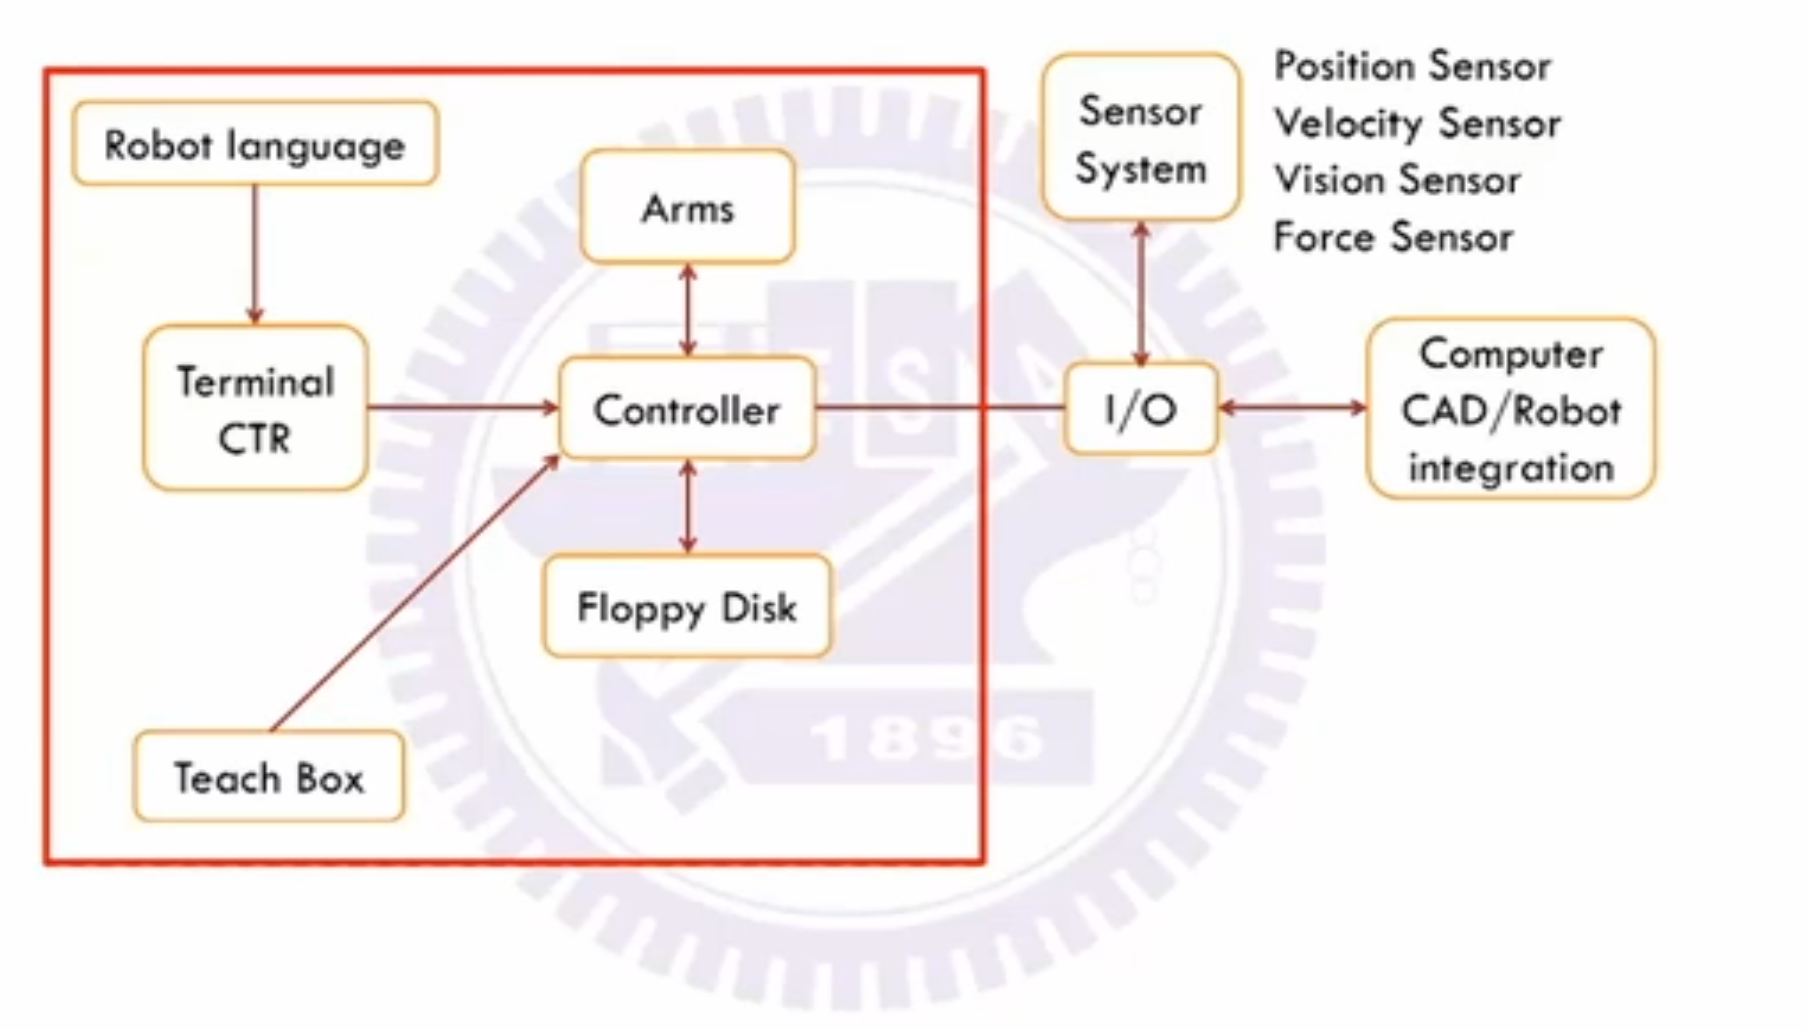 Robot language
Arms
Terminal
CTR
Controller
Floppy Disk
Teach Box
Sensor
System
Position Sensor
Velocity Sensor
Vision Sensor
Force Sensor
I/O
Computer
CAD/Robot
integration
E S A
1896